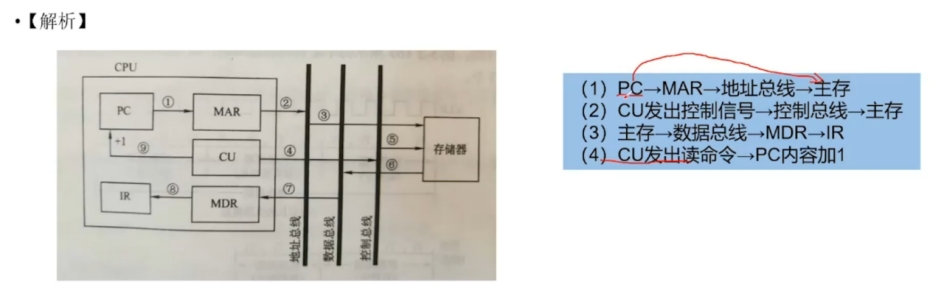 •【解析】
CPU
PC
①
MAR
②
③
+1
⑨
CU
④
⑤
⑥
存储器
IR
⑧
MDR
⑦
地址总线
数据总线
控制总线
(1) PC→MAR→地址总线→主存
(2) CU发出控制信号→控制总线→主存
(3) 主存→数据总线→MDR→IR
(4) CU发出读命令→PC内容加1